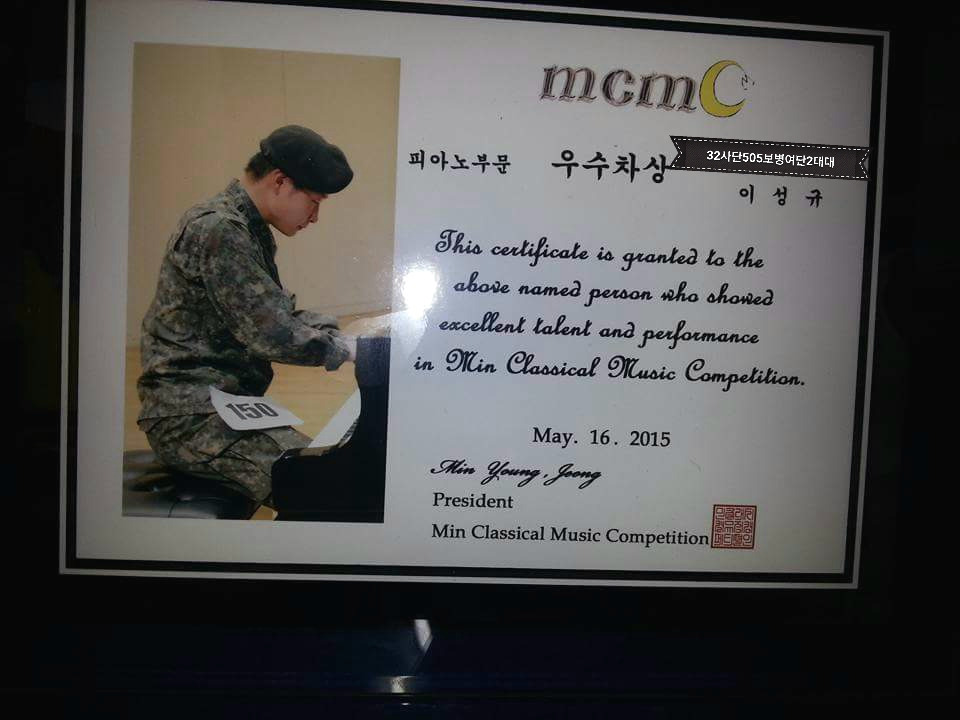 mcmc
피아노부문 우수차상
32사단505보병여단2대대
이 성 규
This certificate is granted to the
above named person who showed
excellent talent and performance
in Min Classical Music Competition.
150
May. 16. 2015
Min Young, Jeong
President
Min Classical Music Competition